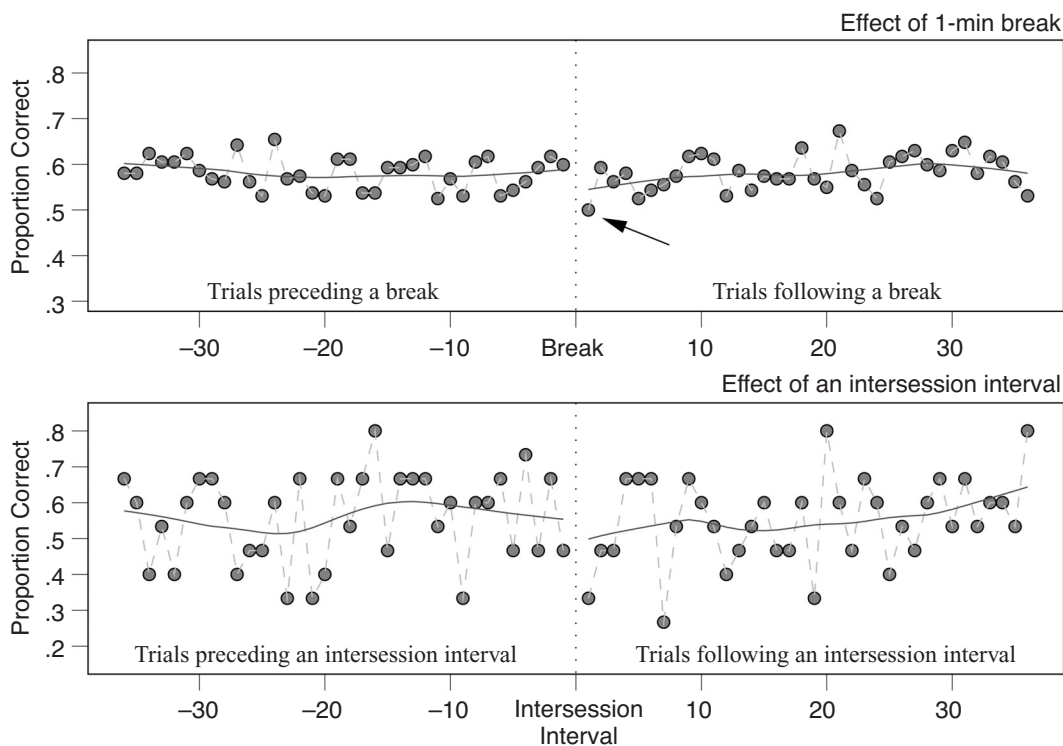 Effect of 1-min break
Proportion Correct
.8
.7
.6
.5
.4
.3
Trials preceding a break
Trials following a break
–30
–20
–10
Break
10
20
30
Effect of an intersession interval
Proportion Correct
.8
.7
.6
.5
.4
.3
.2
Trials preceding an intersession interval
Trials following an intersession interval
–30
–20
–10
Intersession
Interval
10
20
30